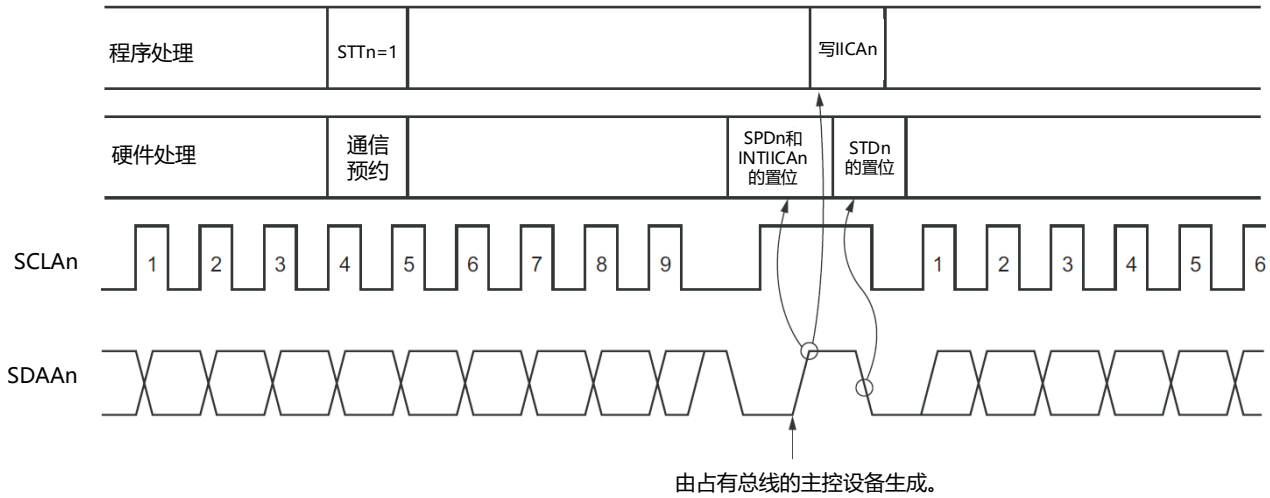 程序处理
STTn=1
写IICAn
硬件处理
通信
预约
SPDn和
INTIICAn
的置位
STDn
的置位
SCLAn
1 2 3 4 5 6 7 8 9 1 2 3 4 5 6
SDAAn
由占有总线的主控设备生成。